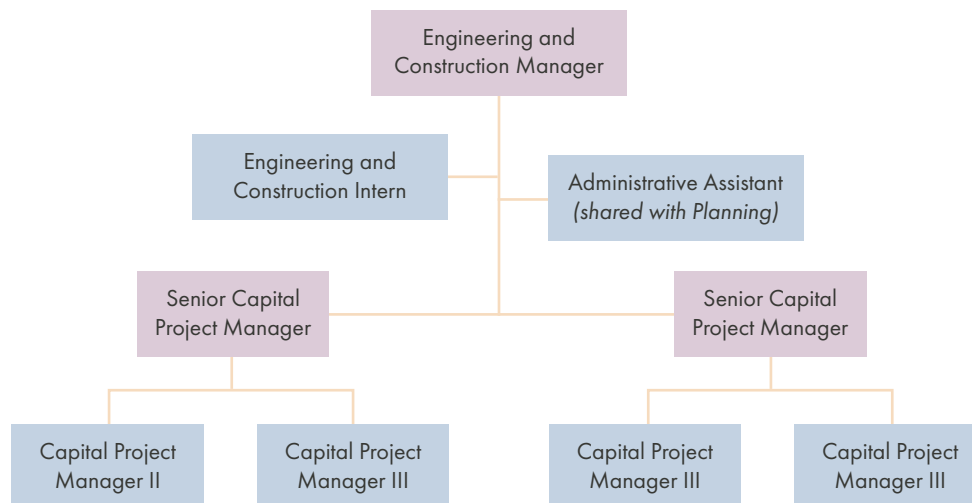 Engineering and
Construction Manager
Engineering and
Construction Intern
Administrative Assistant
(shared with Planning)
Senior Capital
Project Manager
Senior Capital
Project Manager
Capital Project
Manager II
Capital Project
Manager III
Capital Project
Manager III
Capital Project
Manager III